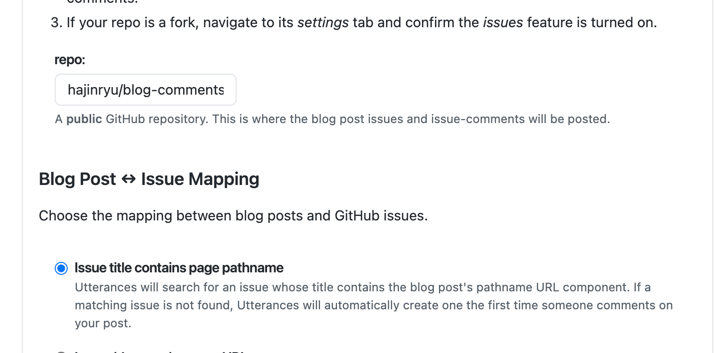 comments.
3. If your repo is a fork, navigate to its settings tab and confirm the issues feature is turned on.
repo:
hajinryu/blog-comments
A public GitHub repository. This is where the blog post issues and issue-comments will be posted.
Blog Post ↔ Issue Mapping
Choose the mapping between blog posts and GitHub issues.
Issue title contains page pathname
Utterances will search for an issue whose title contains the blog post's pathname URL component. If a
matching issue is not found, Utterances will automatically create one the first time someone comments on
your post.